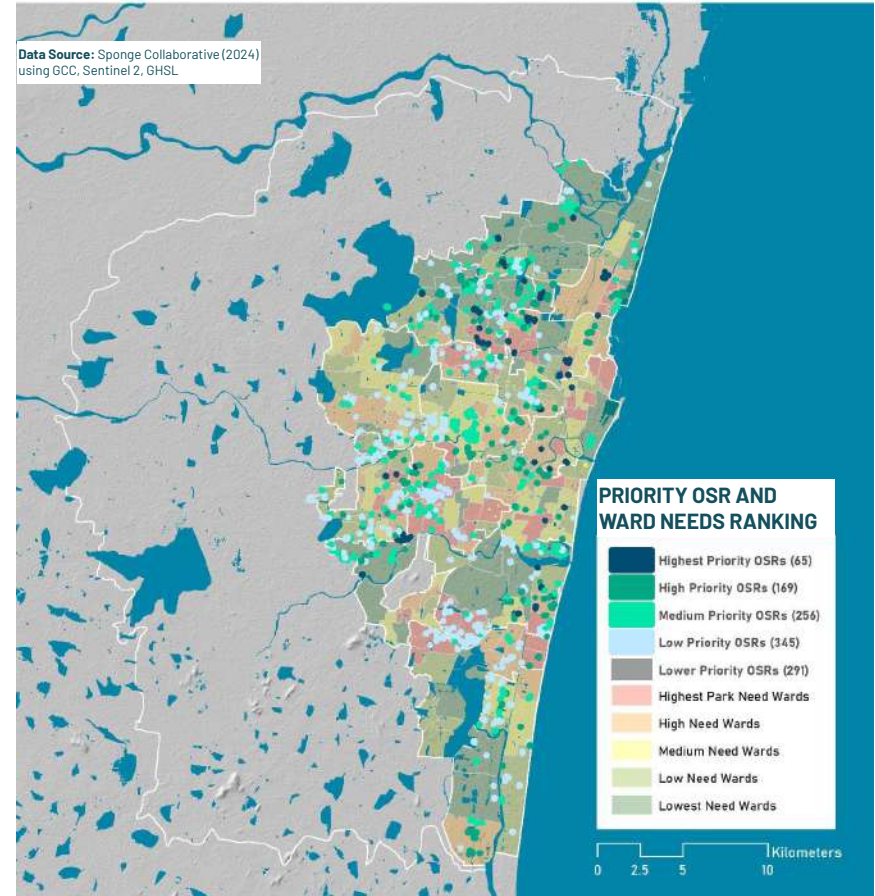 Data Source: Sponge Collaborative (2024)
using GCC, Sentinel 2, GHSL
PRIORITY OSR AND
WARD NEEDS RANKING
Highest Priority OSRs (65)
High Priority OSRs (169)
Medium Priority OSRs (256)
Low Priority OSRs (345)
Lower Priority OSRs (291)
Highest Park Need Wards
High Need Wards
Medium Need Wards
Low Need Wards
Lowest Need Wards
Kilometers
0 2.5 5 10